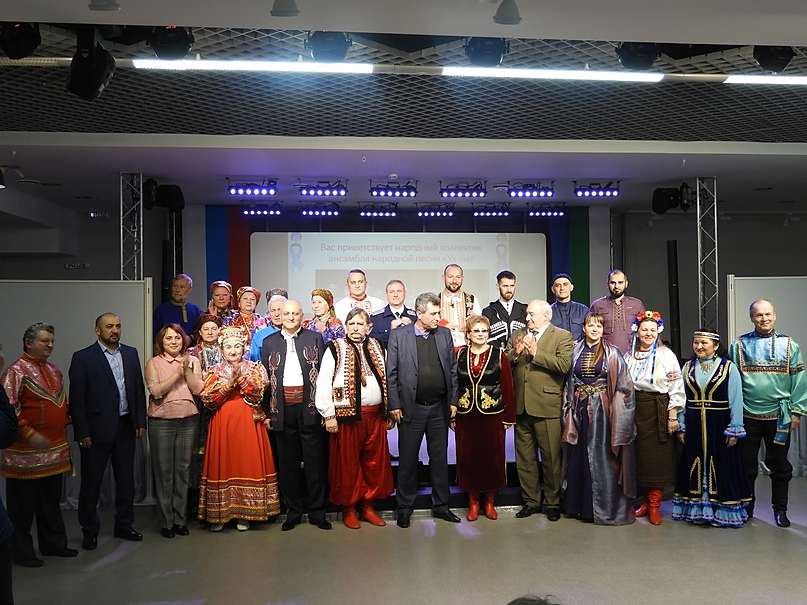 Вас приветствует народный коллектив
ансамбля народной песни